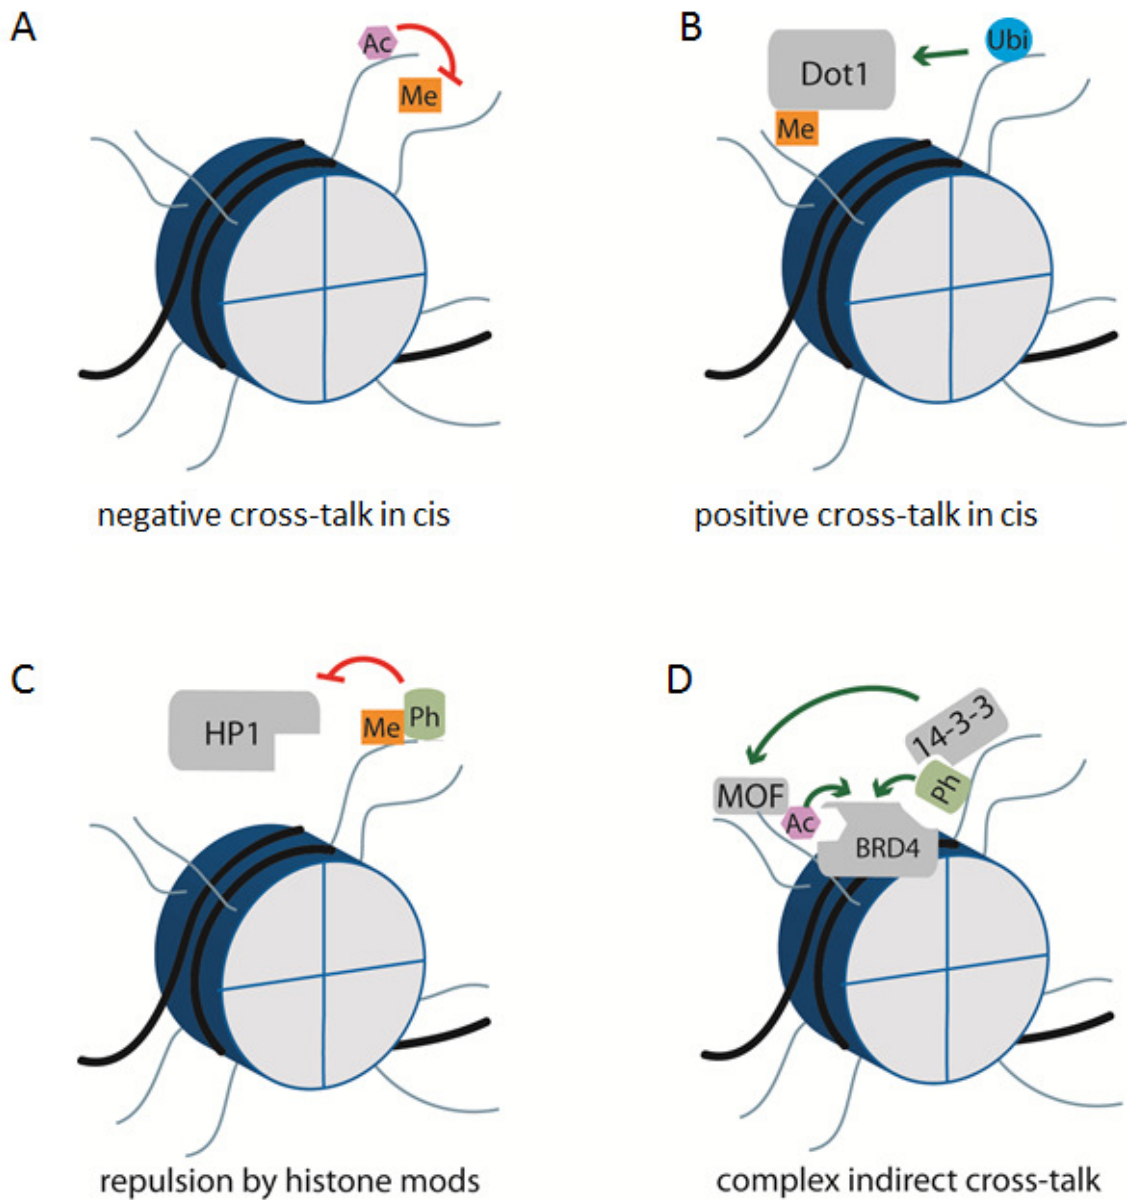 A
Ac
Me
negative cross-talk in cis
B
Dot1
Ubi
Me
positive cross-talk in cis
C
HP1
Me
Ph
repulsion by histone mods
D
14-3-3
Ph
MOF
Ac
BRD4
complex indirect cross-talk